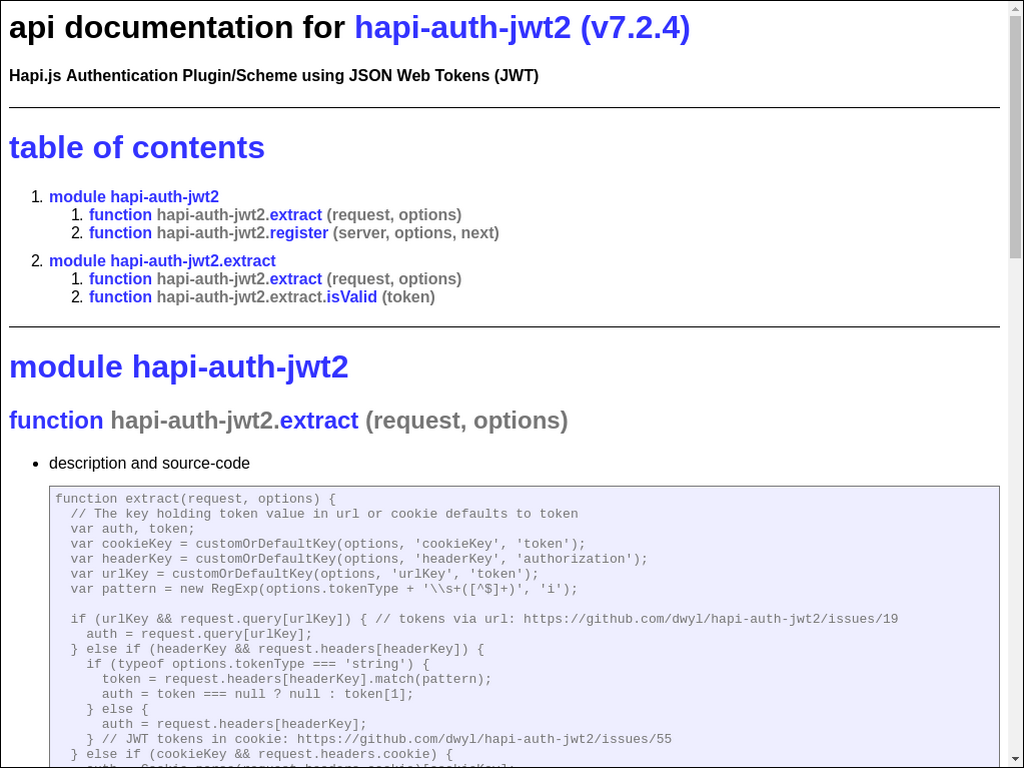 api documentation for hapi-auth-jwt2 (v7.2.4)
Hapi.js Authentication Plugin/Scheme using JSON Web Tokens (JWT)
table of contents
1. module hapi-auth-jwt2
1. function hapi-auth-jwt2.extract (request, options)
2. function hapi-auth-jwt2.register (server, options, next)
2. module hapi-auth-jwt2.extract
1. function hapi-auth-jwt2.extract (request, options)
2. function hapi-auth-jwt2.extract.isValid (token)
module hapi-auth-jwt2
function hapi-auth-jwt2.extract (request, options)
• description and source-code
function extract(request, options) {
  // The key holding token value in url or cookie defaults to token
  var auth, token;
  var cookieKey = customOrDefaultKey(options, 'cookieKey', 'token');
  var headerKey = customOrDefaultKey(options, 'headerKey', 'authorization');
  var urlKey = customOrDefaultKey(options, 'urlKey', 'token');
  var pattern = new RegExp(options.tokenType + '\\s+([^$]+)', 'i');
  if (urlKey && request.query[urlKey]) { // tokens via url: https://github.com/dwyl/hapi-auth-jwt2/issues/19
    auth = request.query[urlKey];
  } else if (headerKey && request.headers[headerKey]) {
    if (typeof options.tokenType === 'string') {
      token = request.headers[headerKey].match(pattern);
      auth = token === null ? null : token[1];
    } else {
      auth = request.headers[headerKey];
    } // JWT tokens in cookie: https://github.com/dwyl/hapi-auth-jwt2/issues/55
  } else if (cookieKey && request.headers.cookie) {
    auth = Cookie.parse(request.headers.cookie)[cookieKey];